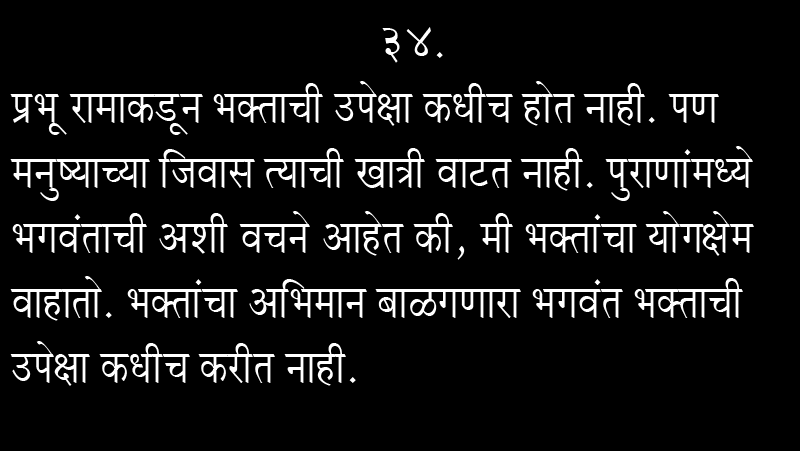 ३४.
प्रभू रामाकडून भक्ताची उपेक्षा कधीच होत नाही. पण
मनुष्याच्या जिवास त्याची खात्री वाटत नाही. पुराणांमध्ये
भगवंताची अशी वचने आहेत की, मी भक्तांचा योगक्षेम
वाहातो. भक्तांचा अभिमान बाळगणारा भगवंत भक्ताची
उपेक्षा कधीच करीत नाही.